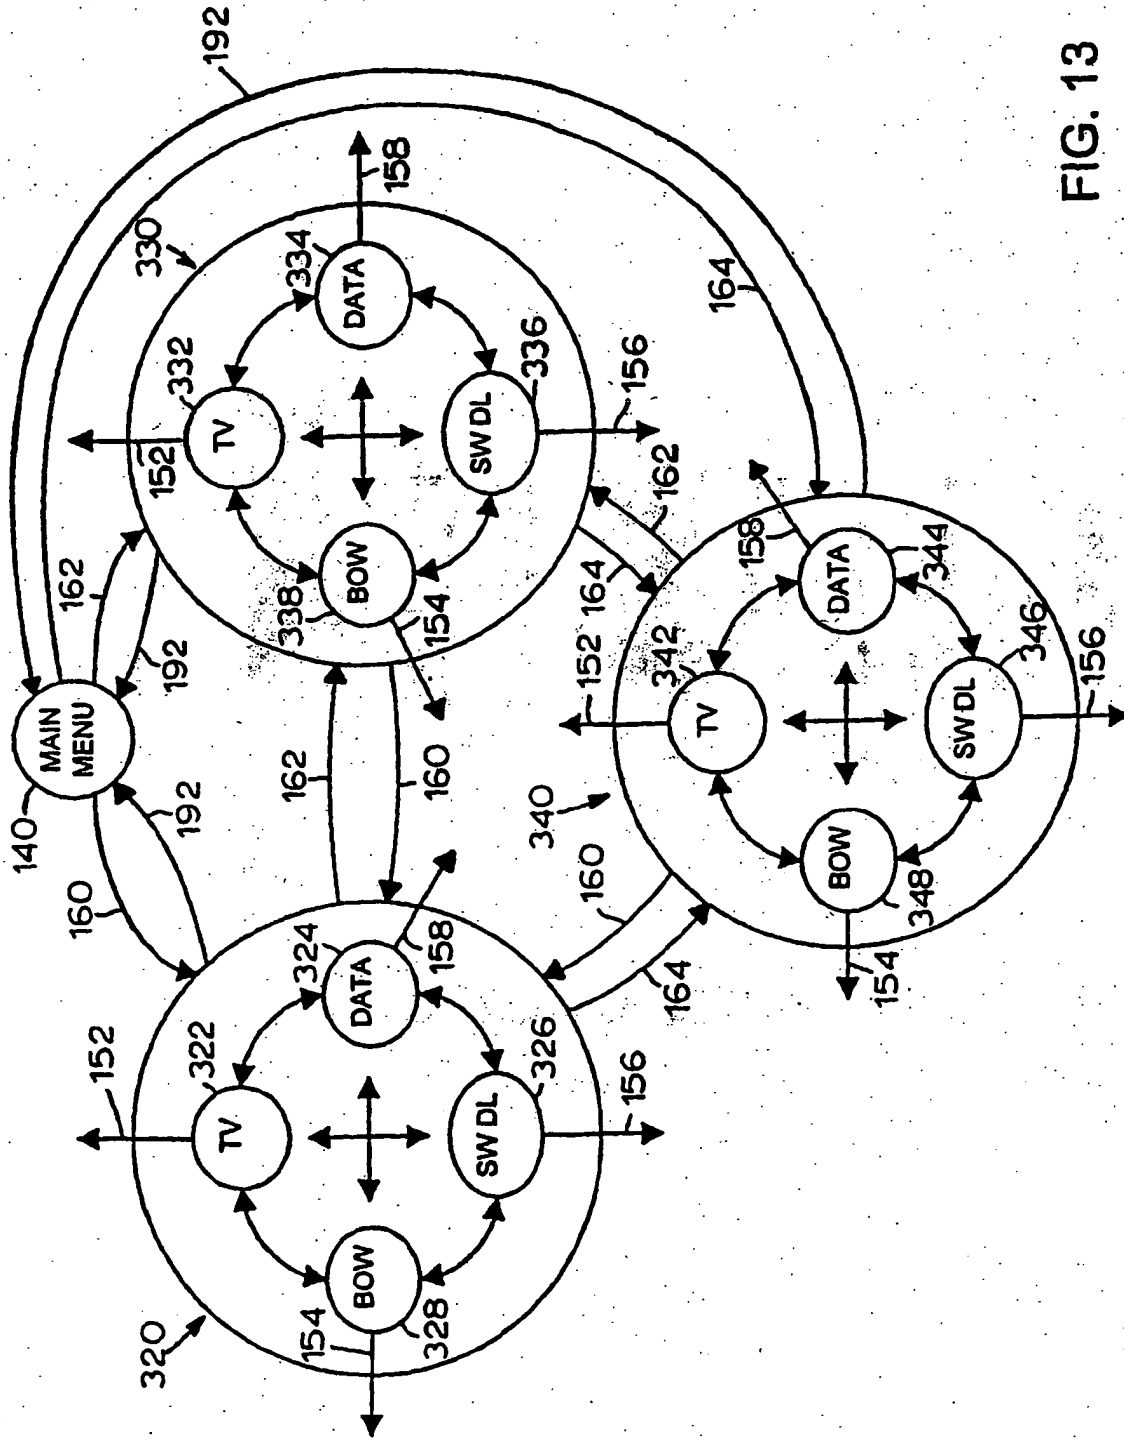 192
MAIN
MENU
140
160
192
162
192
330
152
332
TV
334
DATA
158
338
BOW
154
SW DL
336
156
162
160
164
162
164
320
152
322
TV
324
DATA
158
154
BOW
328
SW DL
326
156
160
164
340
152
342
TV
158
DATA
344
BOW
348
154
SW DL
346
156
FIG. 13